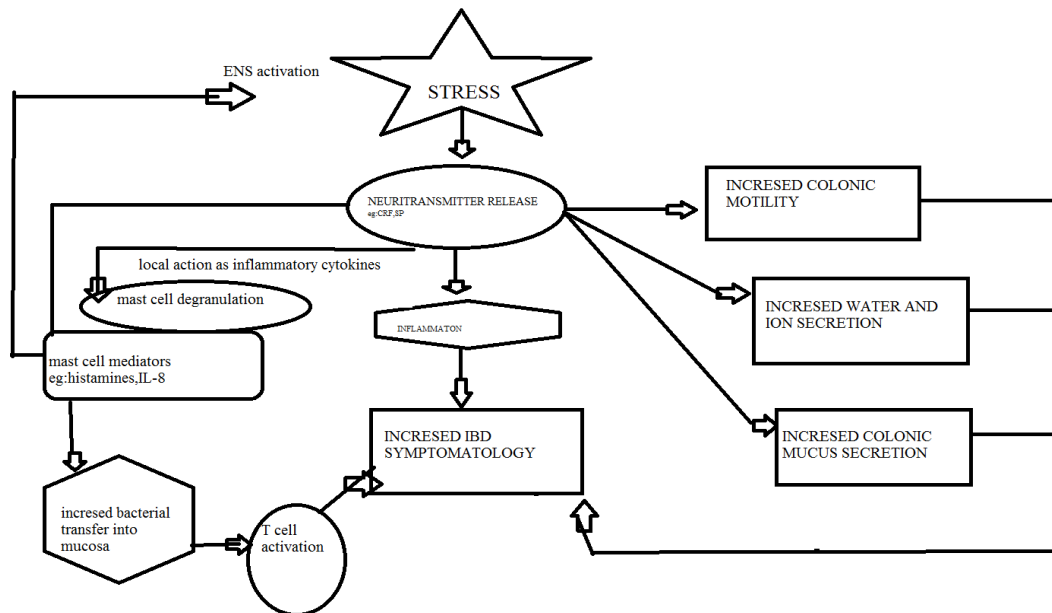 ENS activation
STRESS
NEURITRANSMITTER RELEASE
eg:CRF,SP
INCRESED COLONIC
MOTILITY
local action as inflammatory cytokines
mast cell degranulation
INCRESED WATER AND
ION SECRETION
INFLAMMATON
mast cell mediators
eg:histamines,IL-8
INCRESED IBD
SYMPTOMATOLOGY
INCRESED COLONIC
MUCUS SECRETION
incresed bacterial
transfer into
mucosa
T cell
activation